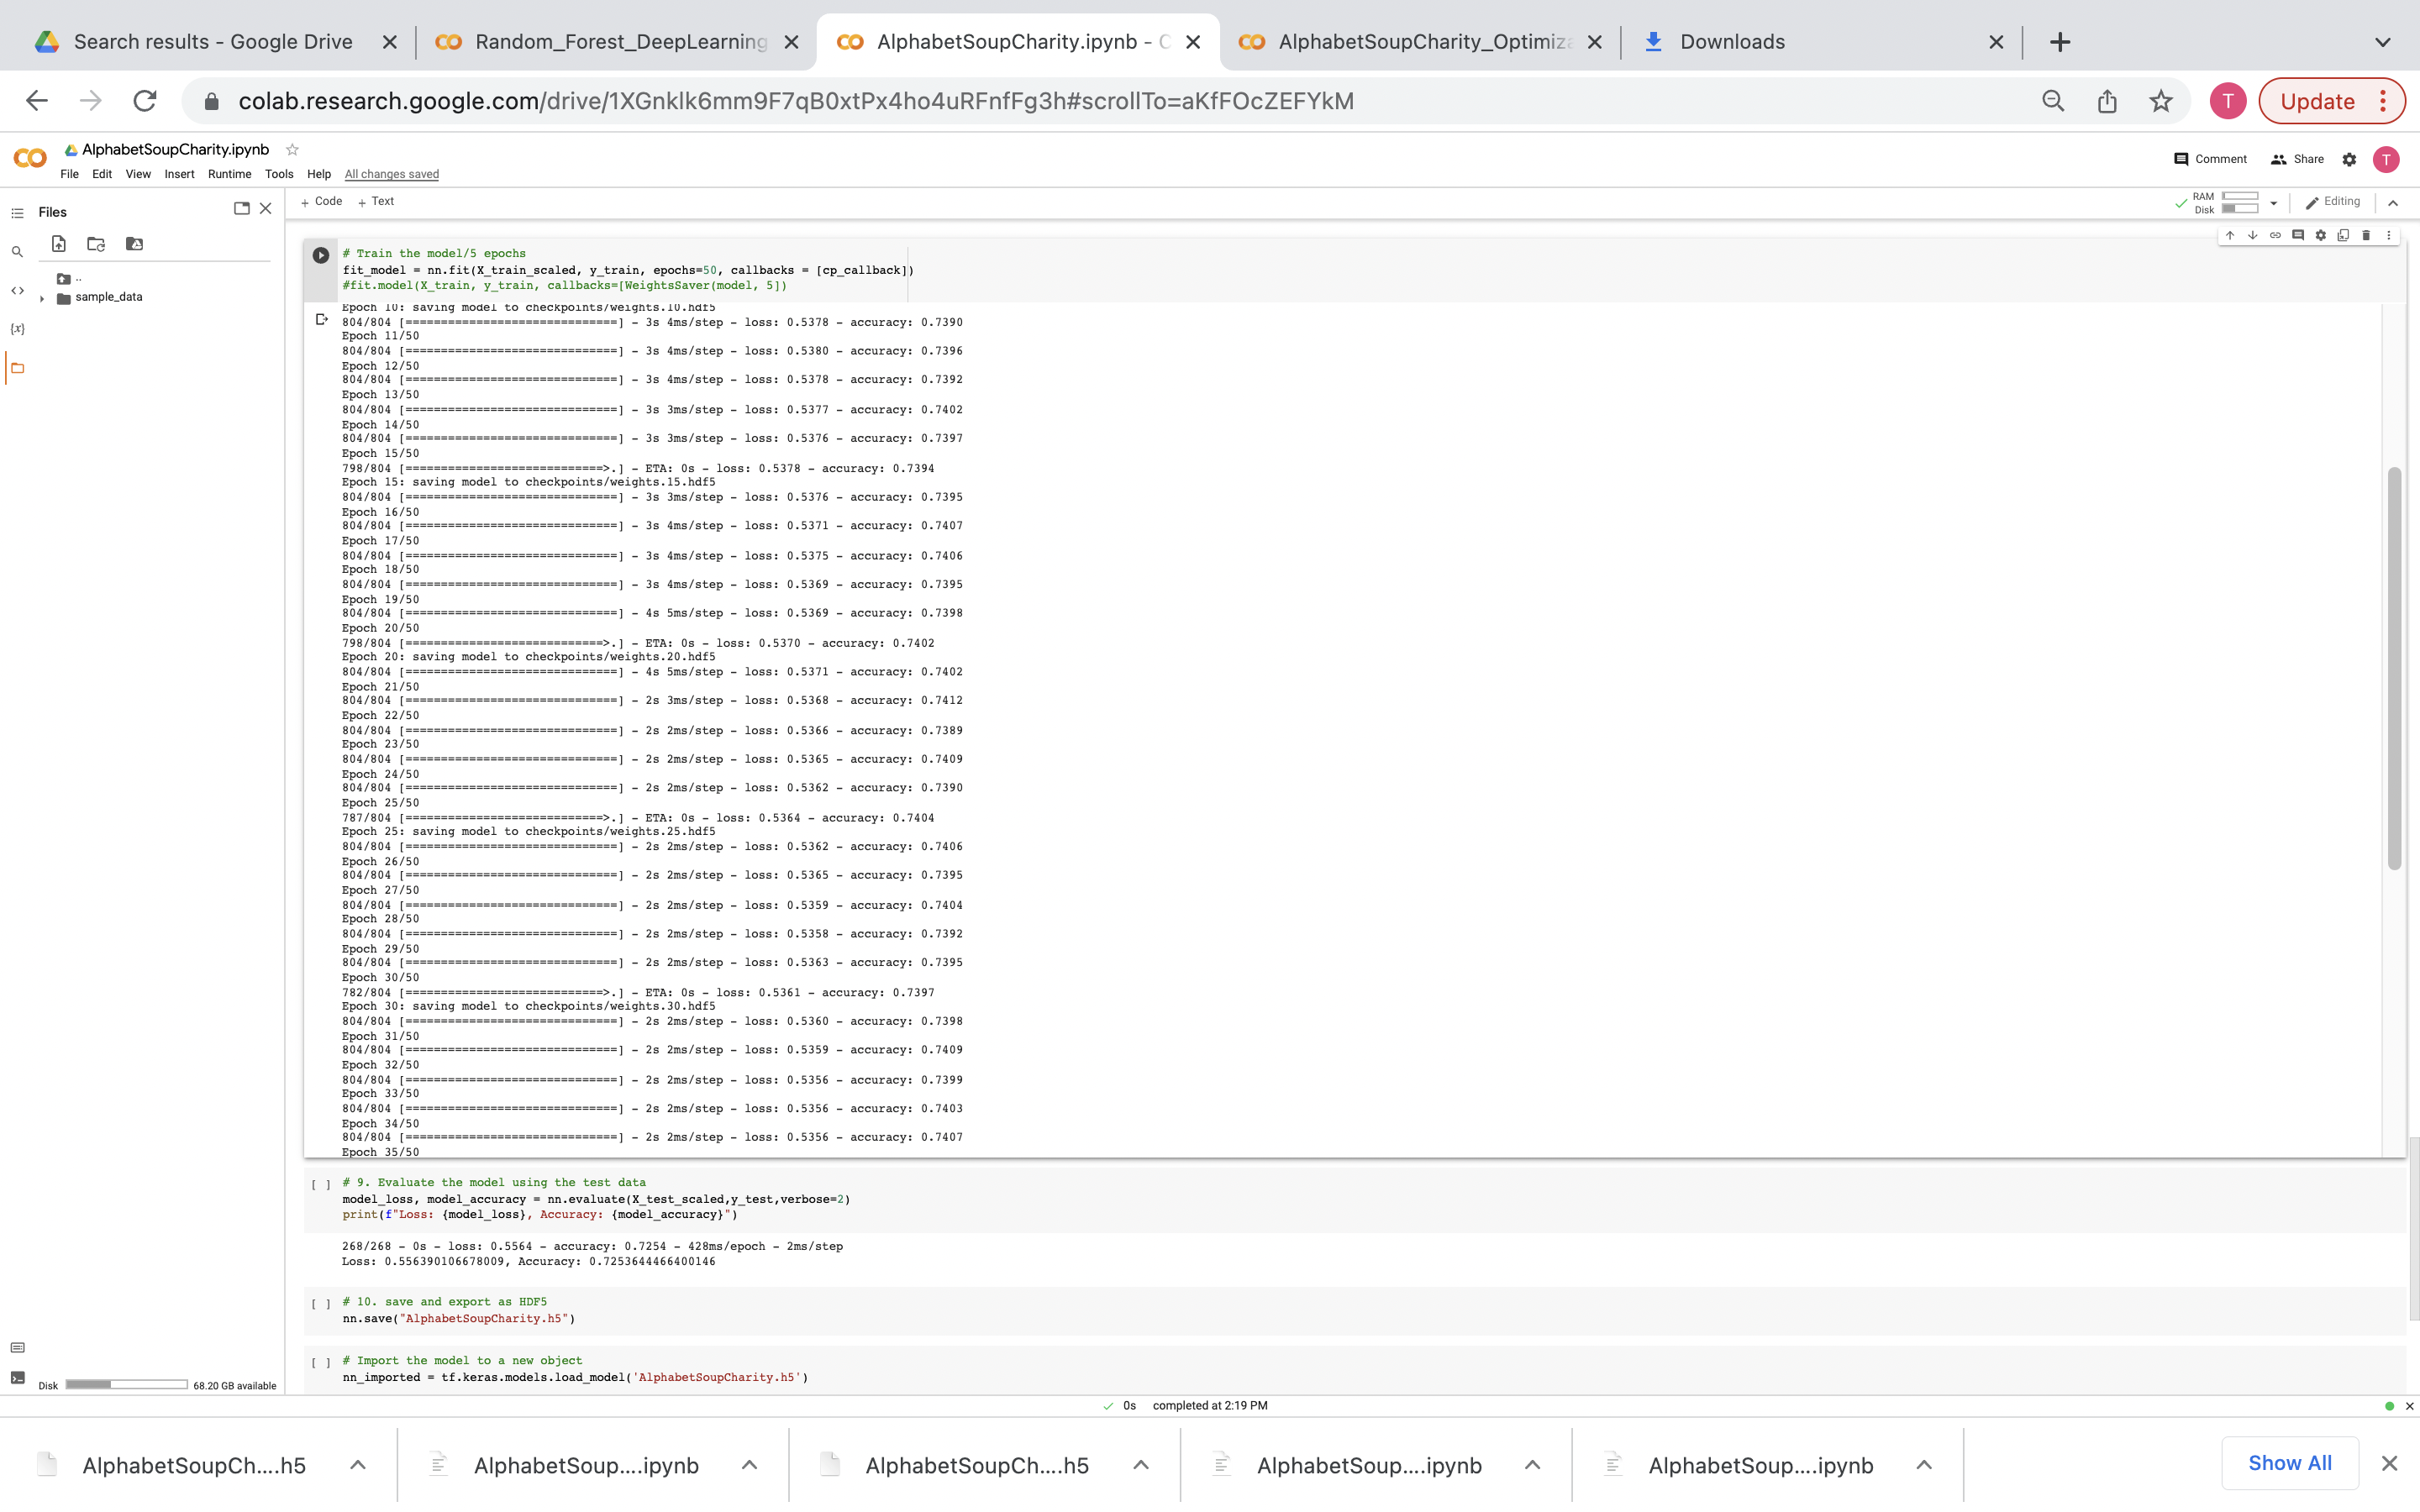 Search results - Google Drive
Random_Forest_DeepLearning
AlphabetSoupCharity.ipynb - C
AlphabetSoupCharity_Optimiza
Downloads
colab.research.google.com/drive/1XGnklk6mm9F7qB0xtPx4ho4uRFnfFg3h#scrollTo=aKfFOcZEFYkM
T
Update
AlphabetSoupCharity.ipynb
Comment
Share
T
File Edit View Insert Runtime Tools Help All changes saved
Files
+ Code + Text
RAM
Disk
Editing
..
sample_data
{x}
# Train the model/5 epochs
fit_model = nn.fit(X_train_scaled, y_train, epochs=50, callbacks = [cp_callback])
#fit.model(X_train, y_train, callbacks=[WeightsSaver(model, 5])
Epoch 10: saving model to checkpoints/weights.10.hdf5
804/804 [==============================] - 3s 4ms/step - loss: 0.5378 - accuracy: 0.7390
Epoch 11/50
804/804 [==============================] - 3s 4ms/step - loss: 0.5380 - accuracy: 0.7396
Epoch 12/50
804/804 [==============================] - 3s 4ms/step - loss: 0.5378 - accuracy: 0.7392
Epoch 13/50
804/804 [==============================] - 3s 3ms/step - loss: 0.5377 - accuracy: 0.7402
Epoch 14/50
804/804 [==============================] - 3s 3ms/step - loss: 0.5376 - accuracy: 0.7397
Epoch 15/50
798/804 [============================>.] - ETA: 0s - loss: 0.5378 - accuracy: 0.7394
Epoch 15: saving model to checkpoints/weights.15.hdf5
804/804 [==============================] - 3s 3ms/step - loss: 0.5376 - accuracy: 0.7395
Epoch 16/50
804/804 [==============================] - 3s 4ms/step - loss: 0.5371 - accuracy: 0.7407
Epoch 17/50
804/804 [==============================] - 3s 4ms/step - loss: 0.5375 - accuracy: 0.7406
Epoch 18/50
804/804 [==============================] - 3s 4ms/step - loss: 0.5369 - accuracy: 0.7395
Epoch 19/50
804/804 [==============================] - 4s 5ms/step - loss: 0.5369 - accuracy: 0.7398
Epoch 20/50
798/804 [============================>.] - ETA: 0s - loss: 0.5370 - accuracy: 0.7402
Epoch 20: saving model to checkpoints/weights.20.hdf5
804/804 [==============================] - 4s 5ms/step - loss: 0.5371 - accuracy: 0.7402
Epoch 21/50
804/804 [==============================] - 2s 3ms/step - loss: 0.5368 - accuracy: 0.7412
Epoch 22/50
804/804 [==============================] - 2s 2ms/step - loss: 0.5366 - accuracy: 0.7389
Epoch 23/50
804/804 [==============================] - 2s 2ms/step - loss: 0.5365 - accuracy: 0.7409
Epoch 24/50
804/804 [==============================] - 2s 2ms/step - loss: 0.5362 - accuracy: 0.7390
Epoch 25/50
787/804 [============================>.] - ETA: 0s - loss: 0.5364 - accuracy: 0.7404
Epoch 25: saving model to checkpoints/weights.25.hdf5
804/804 [==============================] - 2s 2ms/step - loss: 0.5362 - accuracy: 0.7406
Epoch 26/50
804/804 [==============================] - 2s 2ms/step - loss: 0.5365 - accuracy: 0.7395
Epoch 27/50
804/804 [==============================] - 2s 2ms/step - loss: 0.5359 - accuracy: 0.7404
Epoch 28/50
804/804 [==============================] - 2s 2ms/step - loss: 0.5358 - accuracy: 0.7392
Epoch 29/50
804/804 [==============================] - 2s 2ms/step - loss: 0.5363 - accuracy: 0.7395
Epoch 30/50
782/804 [============================>.] - ETA: 0s - loss: 0.5361 - accuracy: 0.7397
Epoch 30: saving model to checkpoints/weights.30.hdf5
804/804 [==============================] - 2s 2ms/step - loss: 0.5360 - accuracy: 0.7398
Epoch 31/50
804/804 [==============================] - 2s 2ms/step - loss: 0.5359 - accuracy: 0.7409
Epoch 32/50
804/804 [==============================] - 2s 2ms/step - loss: 0.5356 - accuracy: 0.7399
Epoch 33/50
804/804 [==============================] - 2s 2ms/step - loss: 0.5356 - accuracy: 0.7403
Epoch 34/50
804/804 [==============================] - 2s 2ms/step - loss: 0.5356 - accuracy: 0.7407
Epoch 35/50
[ ] # 9. Evaluate the model using the test data
model_loss, model_accuracy = nn.evaluate(X_test_scaled,y_test,verbose=2)
print(f"Loss: {model_loss}, Accuracy: {model_accuracy}")
268/268 - 0s - loss: 0.5564 - accuracy: 0.7254 - 428ms/epoch - 2ms/step
Loss: 0.556390106678009, Accuracy: 0.7253644466400146
[ ] # 10. save and export as HDF5
nn.save("AlphabetSoupCharity.h5")
[ ] # Import the model to a new object
nn_imported = tf.keras.models.load_model('AlphabetSoupCharity.h5')
Disk 68.20 GB available
0s completed at 2:19 PM
AlphabetSoupCh....h5
AlphabetSoup....ipynb
AlphabetSoupCh....h5
AlphabetSoup....ipynb
AlphabetSoup....ipynb
Show All